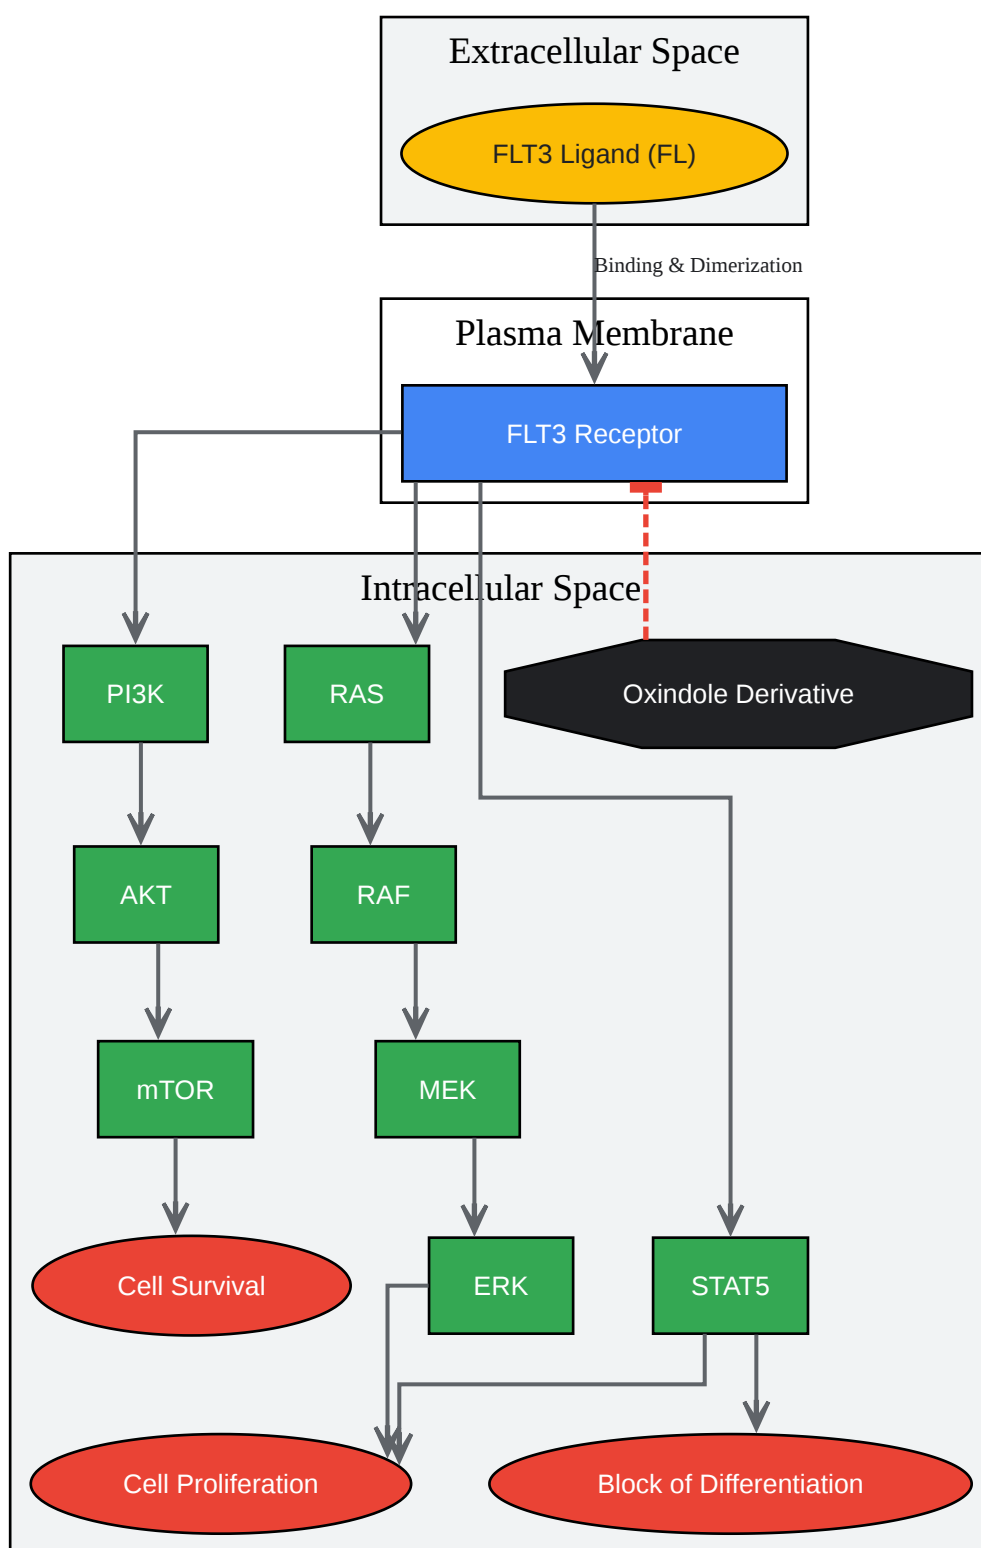 Extracellular Space
FLT3 Ligand (FL)
Binding & Dimerization
Plasma Membrane
FLT3 Receptor
Intracellular Space
PI3K
RAS
Oxindole Derivative
AKT
RAF
mTOR
MEK
Cell Survival
ERK
STAT5
Cell Proliferation
Block of Differentiation